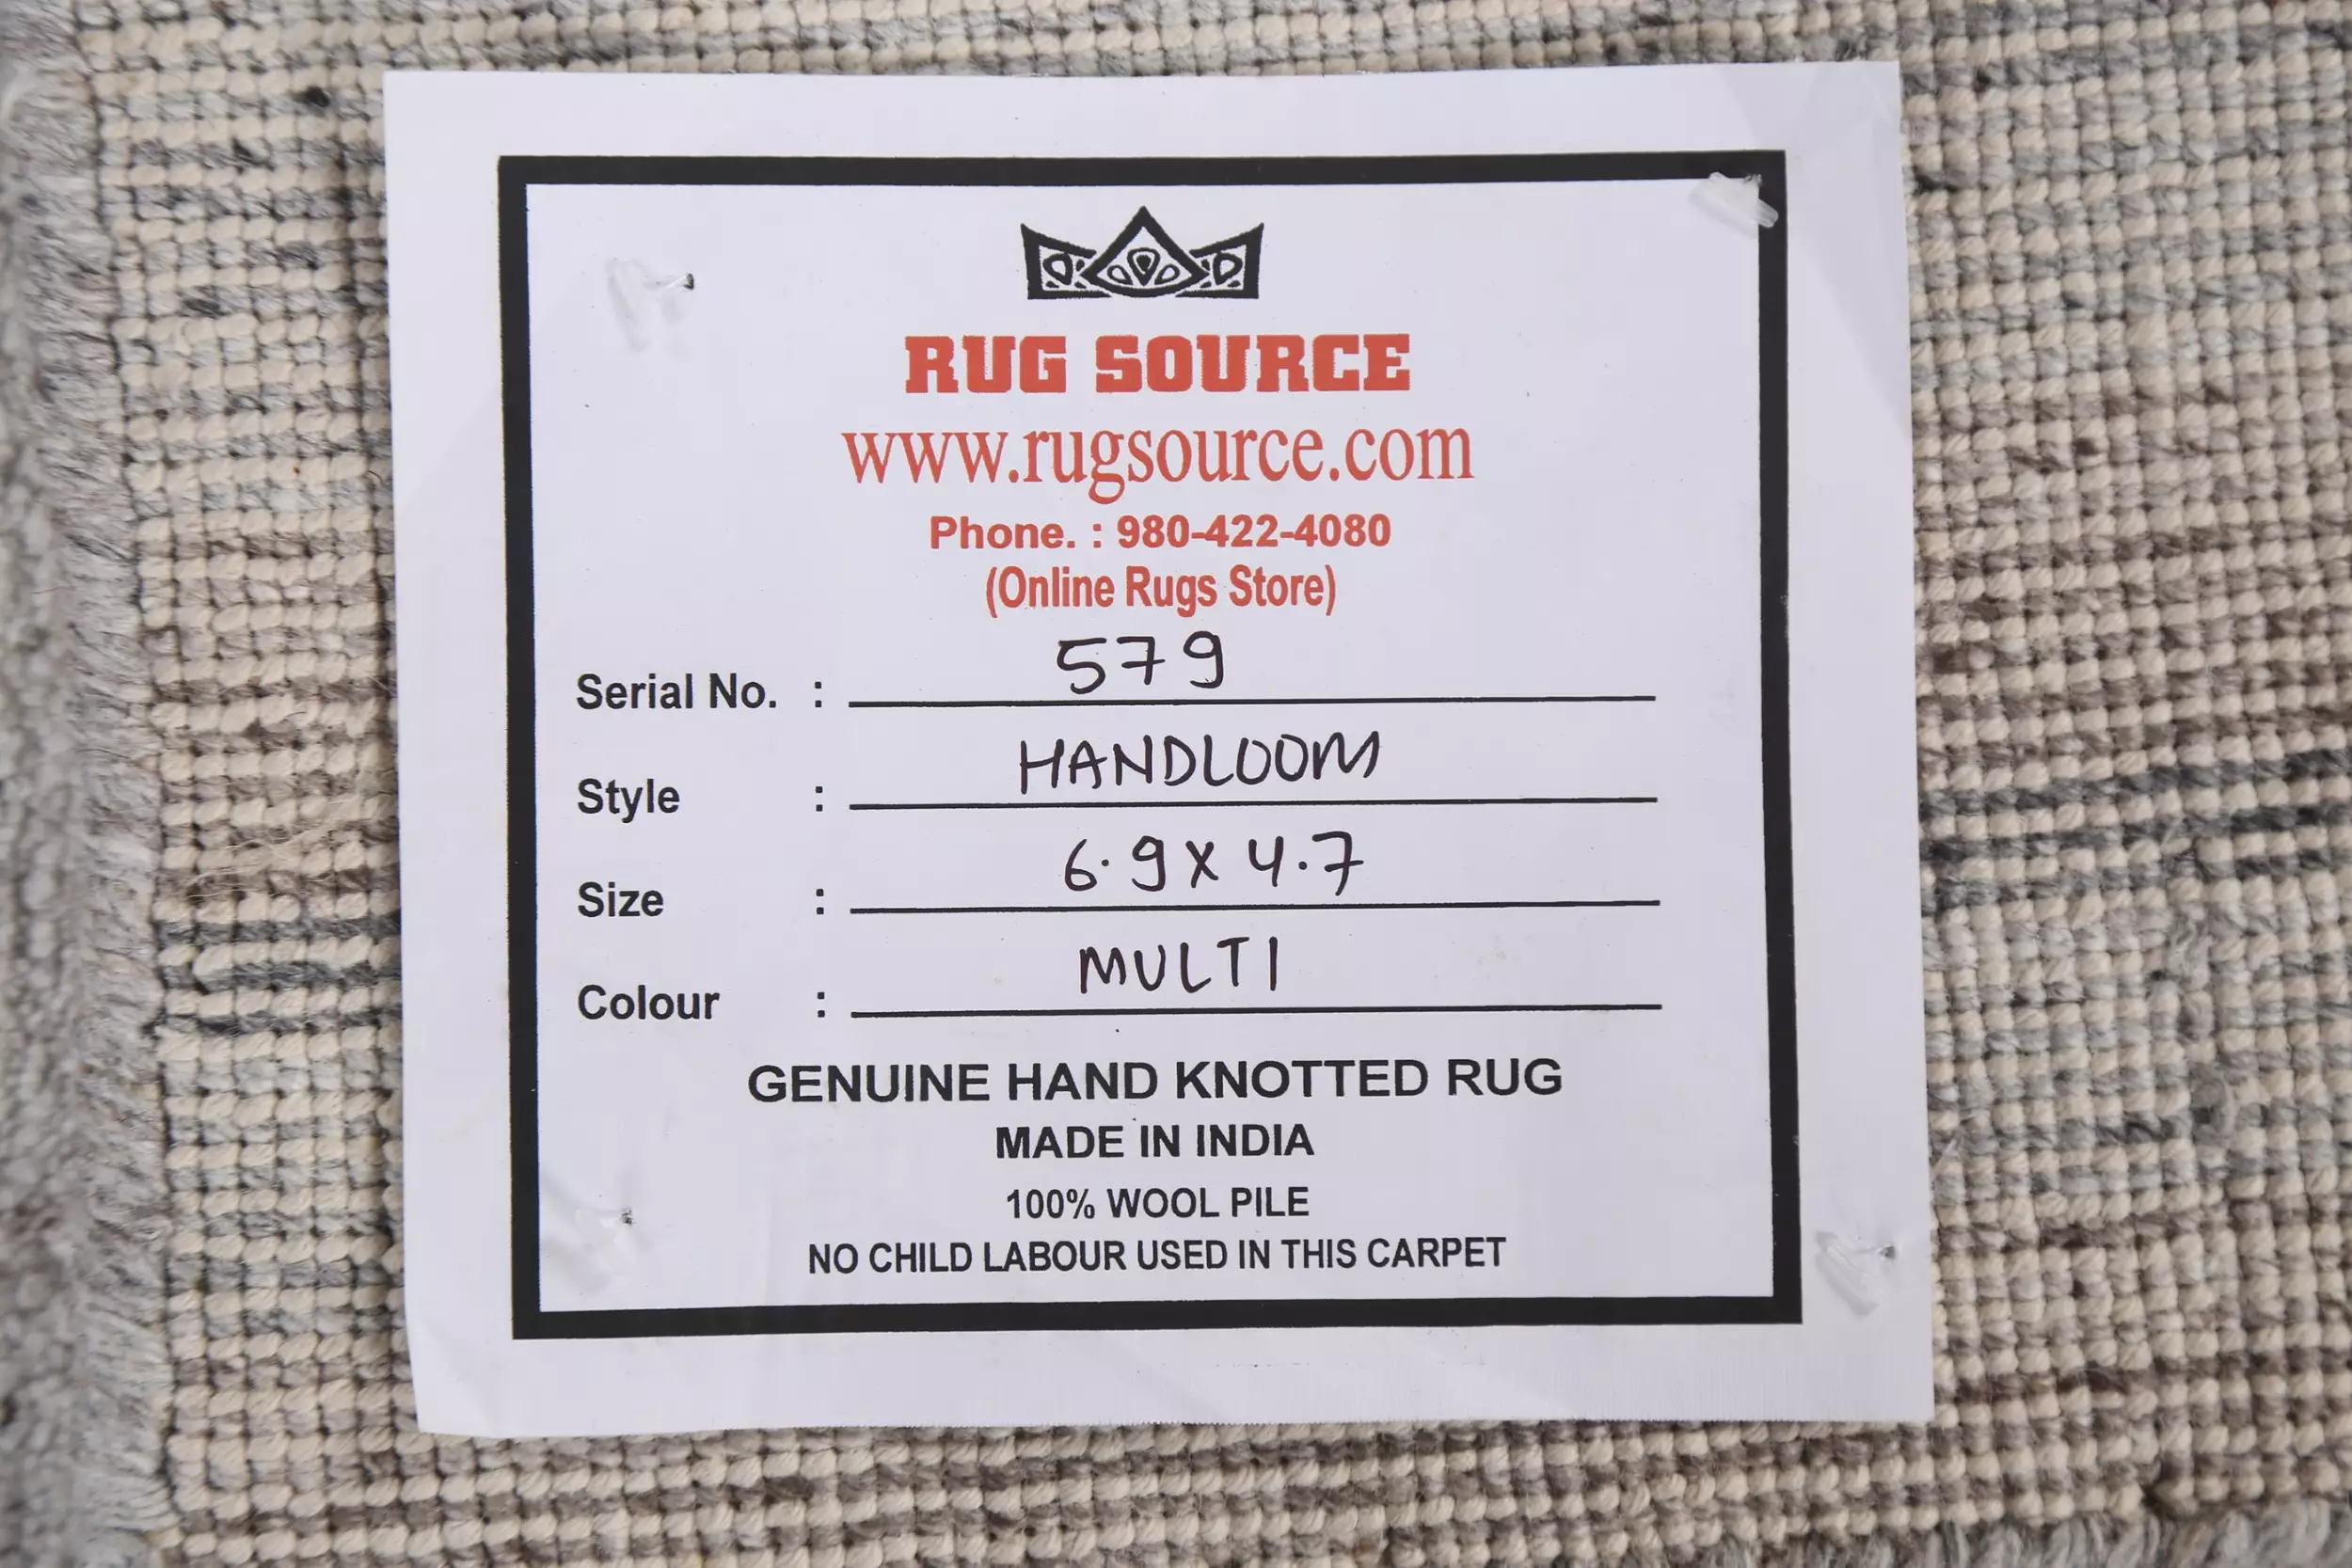 RUG SOURCE
www.rugsource.com
Phone. : 980-422-4080
(Online Rugs Store)
Serial No. : 579
Style : HANDLOOM
Size : 6.9 x 4.7
Colour : MULTI
GENUINE HAND KNOTTED RUG
MADE IN INDIA
100% WOOL PILE
NO CHILD LABOUR USED IN THIS CARPET